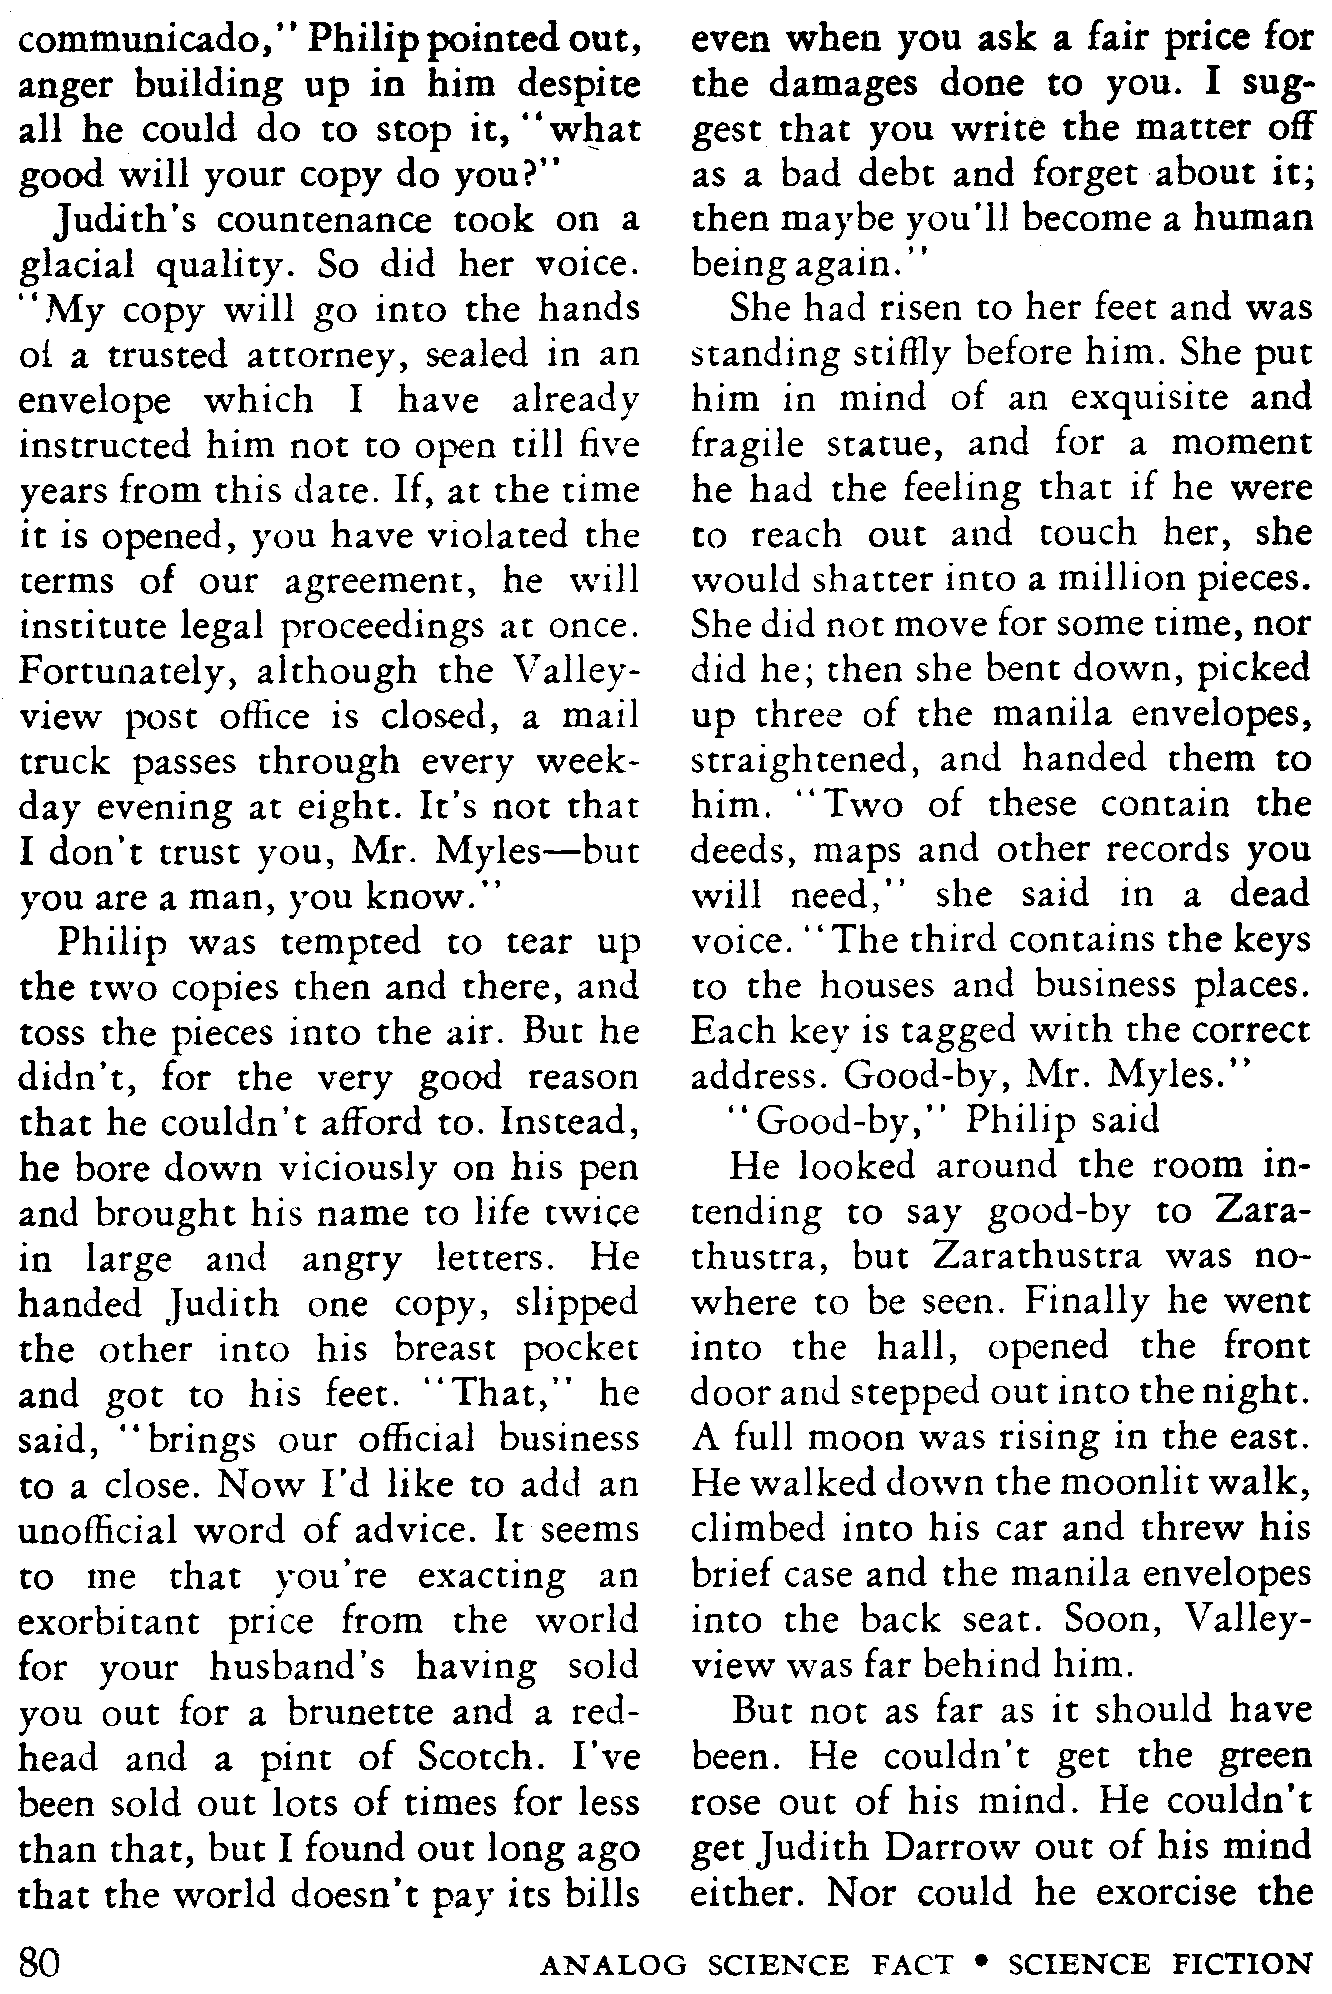 communicado," Philip pointed out,
anger building up in him despite
all he could do to stop it, "what
good will your copy do you?"
Judith's countenance took on a
glacial quality. So did her voice.
"My copy will go into the hands
of a trusted attorney, sealed in an
envelope which I have already
instructed him not to open till five
years from this date. If, at the time
it is opened, you have violated the
terms of our agreement, he will
institute legal proceedings at once.
Fortunately, although the Valley-
view post office is closed, a mail
truck passes through every week-
day evening at eight. It's not that
I don't trust you, Mr. Myles—but
you are a man, you know."
Philip was tempted to tear up
the two copies then and there, and
toss the pieces into the air. But he
didn't, for the very good reason
that he couldn't afford to. Instead,
he bore down viciously on his pen
and brought his name to life twice
in large and angry letters. He
handed Judith one copy, slipped
the other into his breast pocket
and got to his feet. "That," he
said, "brings our official business
to a close. Now I'd like to add an
unofficial word of advice. It seems
to me that you're exacting an
exorbitant price from the world
for your husband's having sold
you out for a brunette and a red-
head and a pint of Scotch. I've
been sold out lots of times for less
than that, but I found out long ago
that the world doesn't pay its bills
even when you ask a fair price for
the damages done to you. I sug-
gest that you write the matter off
as a bad debt and forget about it;
then maybe you'll become a human
being again."
She had risen to her feet and was
standing stiffly before him. She put
him in mind of an exquisite and
fragile statue, and for a moment
he had the feeling that if he were
to reach out and touch her, she
would shatter into a million pieces.
She did not move for some time, nor
did he; then she bent down, picked
up three of the manila envelopes,
straightened, and handed them to
him. "Two of these contain the
deeds, maps and other records you
will need," she said in a dead
voice. "The third contains the keys
to the houses and business places.
Each key is tagged with the correct
address. Good-by, Mr. Myles."
"Good-by," Philip said
He looked around the room in-
tending to say good-by to Zara-
thustra, but Zarathustra was no-
where to be seen. Finally he went
into the hall, opened the front
door and stepped out into the night.
A full moon was rising in the east.
He walked down the moonlit walk,
climbed into his car and threw his
brief case and the manila envelopes
into the back seat. Soon, Valley-
view was far behind him.
But not as far as it should have
been. He couldn't get the green
rose out of his mind. He couldn't
get Judith Darrow out of his mind
either. Nor could he exorcise the
80 ANALOG SCIENCE FACT • SCIENCE FICTION